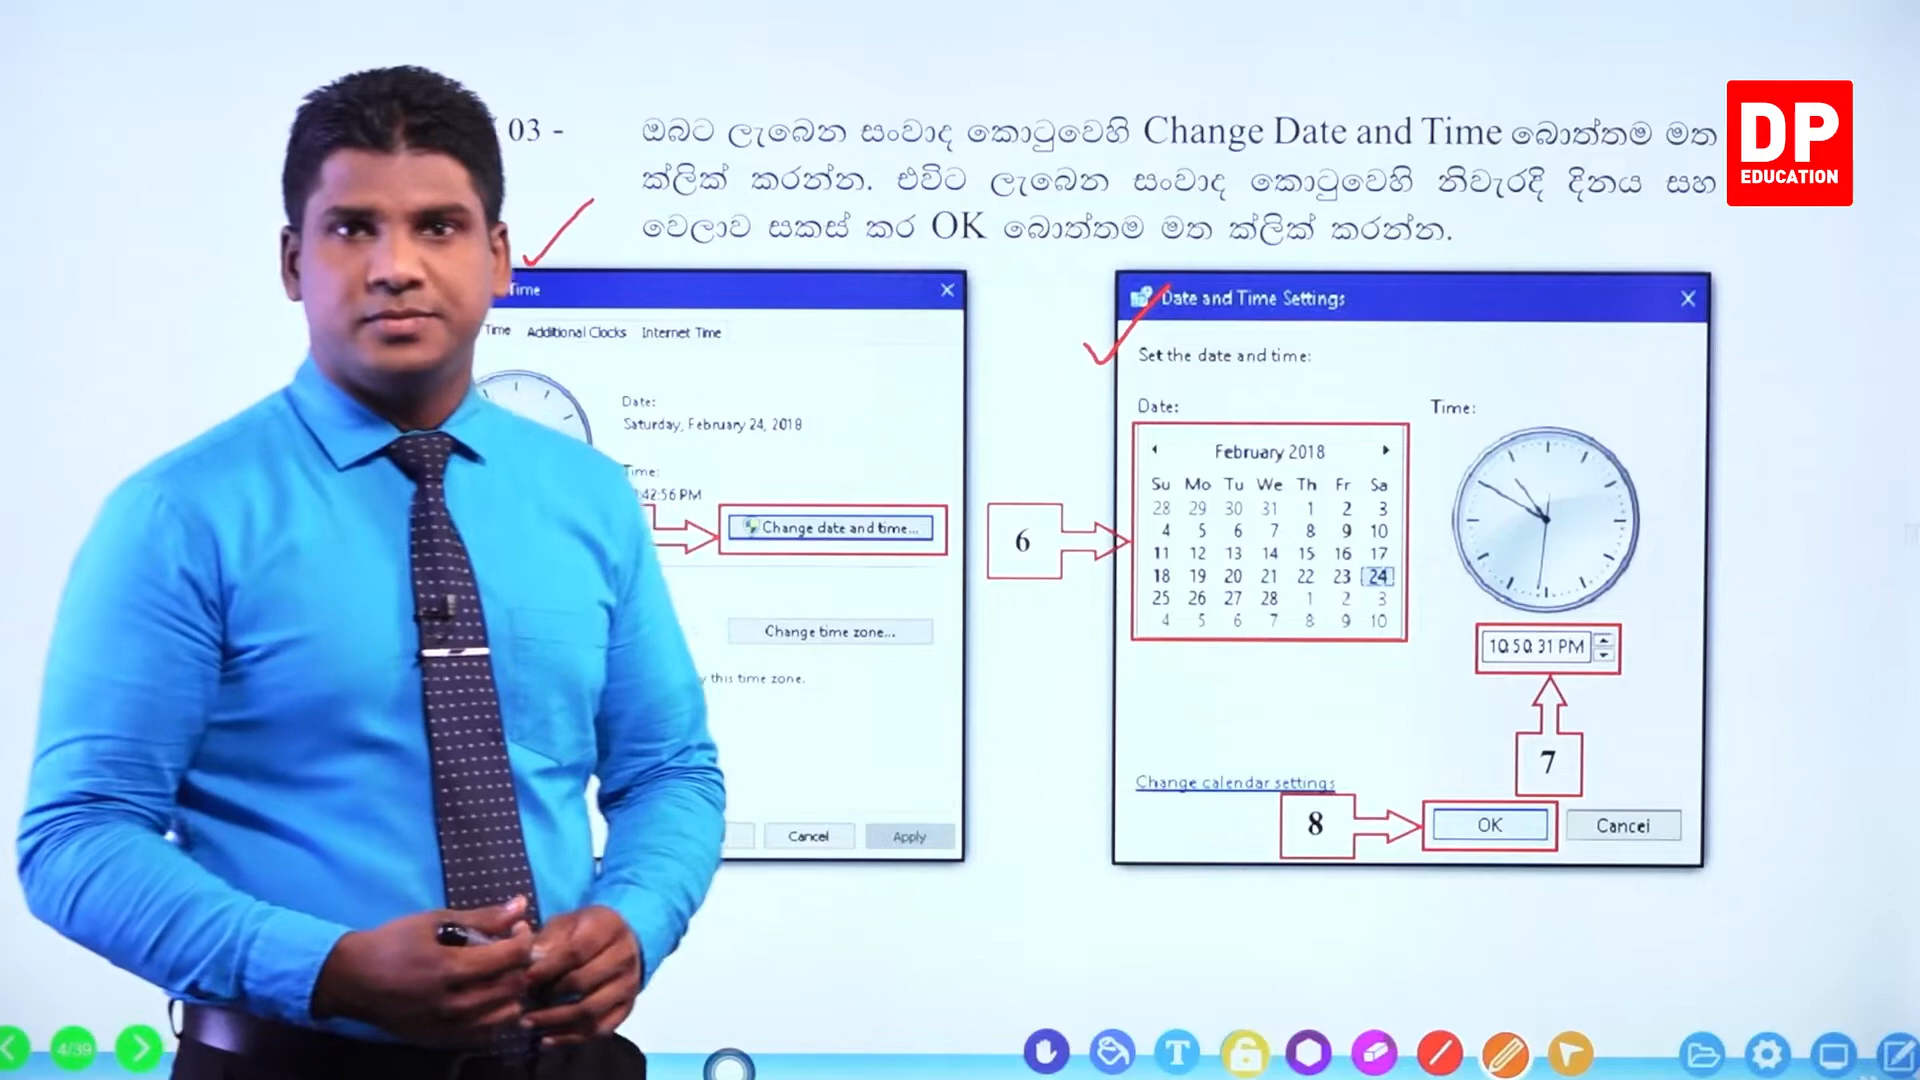 03 -
ඔබට ලැබෙන සංවාද කොටුවෙහි Change Date and Time බොත්තම මත
ක්ලික් කරන්න. එවිට ලැබෙන සංවාද කොටුවෙහි නිවැරදි දිනය සහ
වෙලාව සකස් කර OK බොත්තම මත ක්ලික් කරන්න.
DP
EDUCATION
Time
Time Additional Clocks Internet Time
Date:
Saturday, February 24, 2018
Time:
42:56 PM
Change date and time...
Change time zone...
this time zone.
Cancel Apply
6
Date and Time Settings
Set the date and time:
Date: Time:
February 2018
Su Mo Tu We Th Fr Sa
28 29 30 31 1 2 3
4 5 6 7 8 9 10
11 12 13 14 15 16 17
18 19 20 21 22 23 24
25 26 27 28 1 2 3
4 5 6 7 8 9 10
10:50:31 PM
7
Change calendar settings
8
OK Cancel
4/39
T